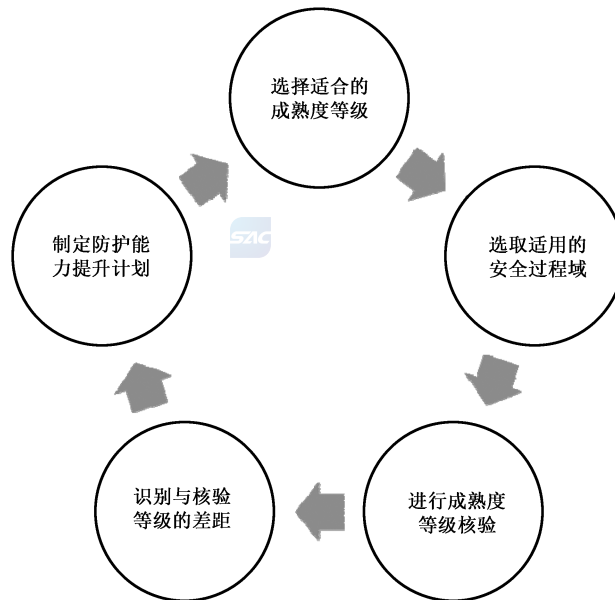 选择适合的
成熟度等级
选取适用的
安全过程域
进行成熟度
等级核验
识别与核验
等级的差距
制定防护能
力提升计划
SAC